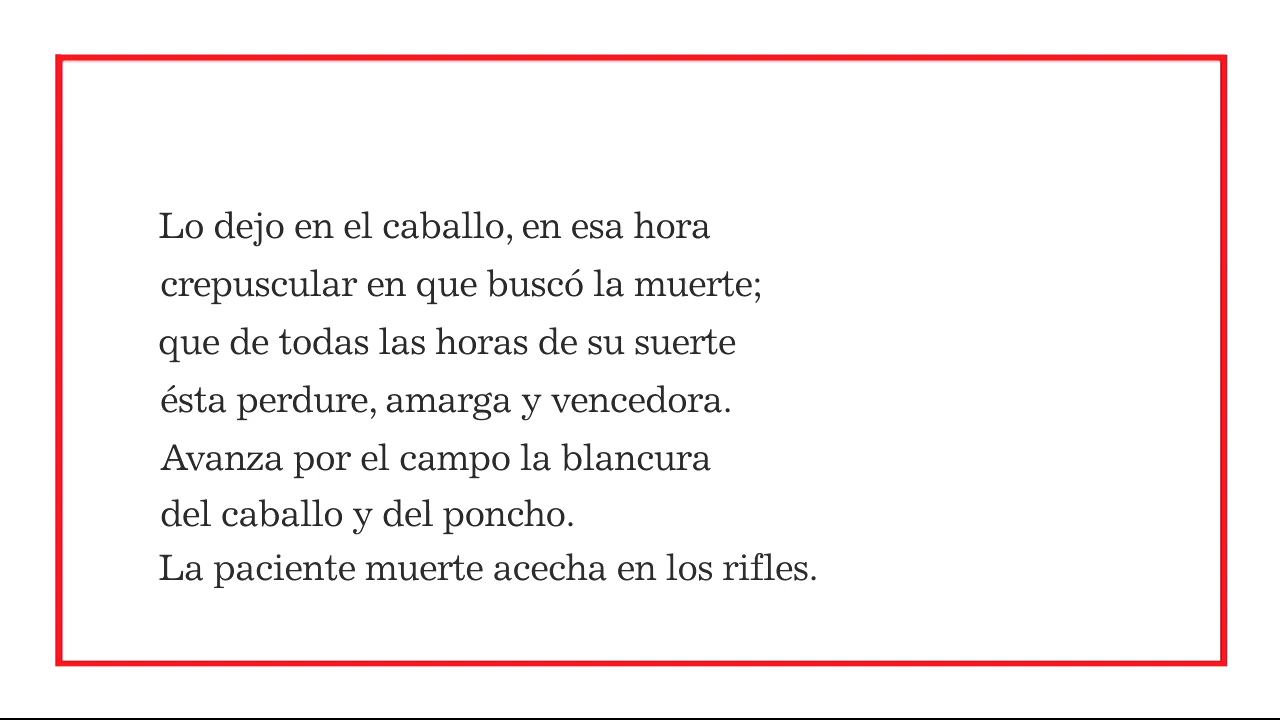 Lo dejo en el caballo, en esa hora
crepuscular en que buscó la muerte;
que de todas las horas de su suerte
ésta perdure, amarga y vencedora.
Avanza por el campo la blancura
del caballo y del poncho.
La paciente muerte acecha en los rifles.